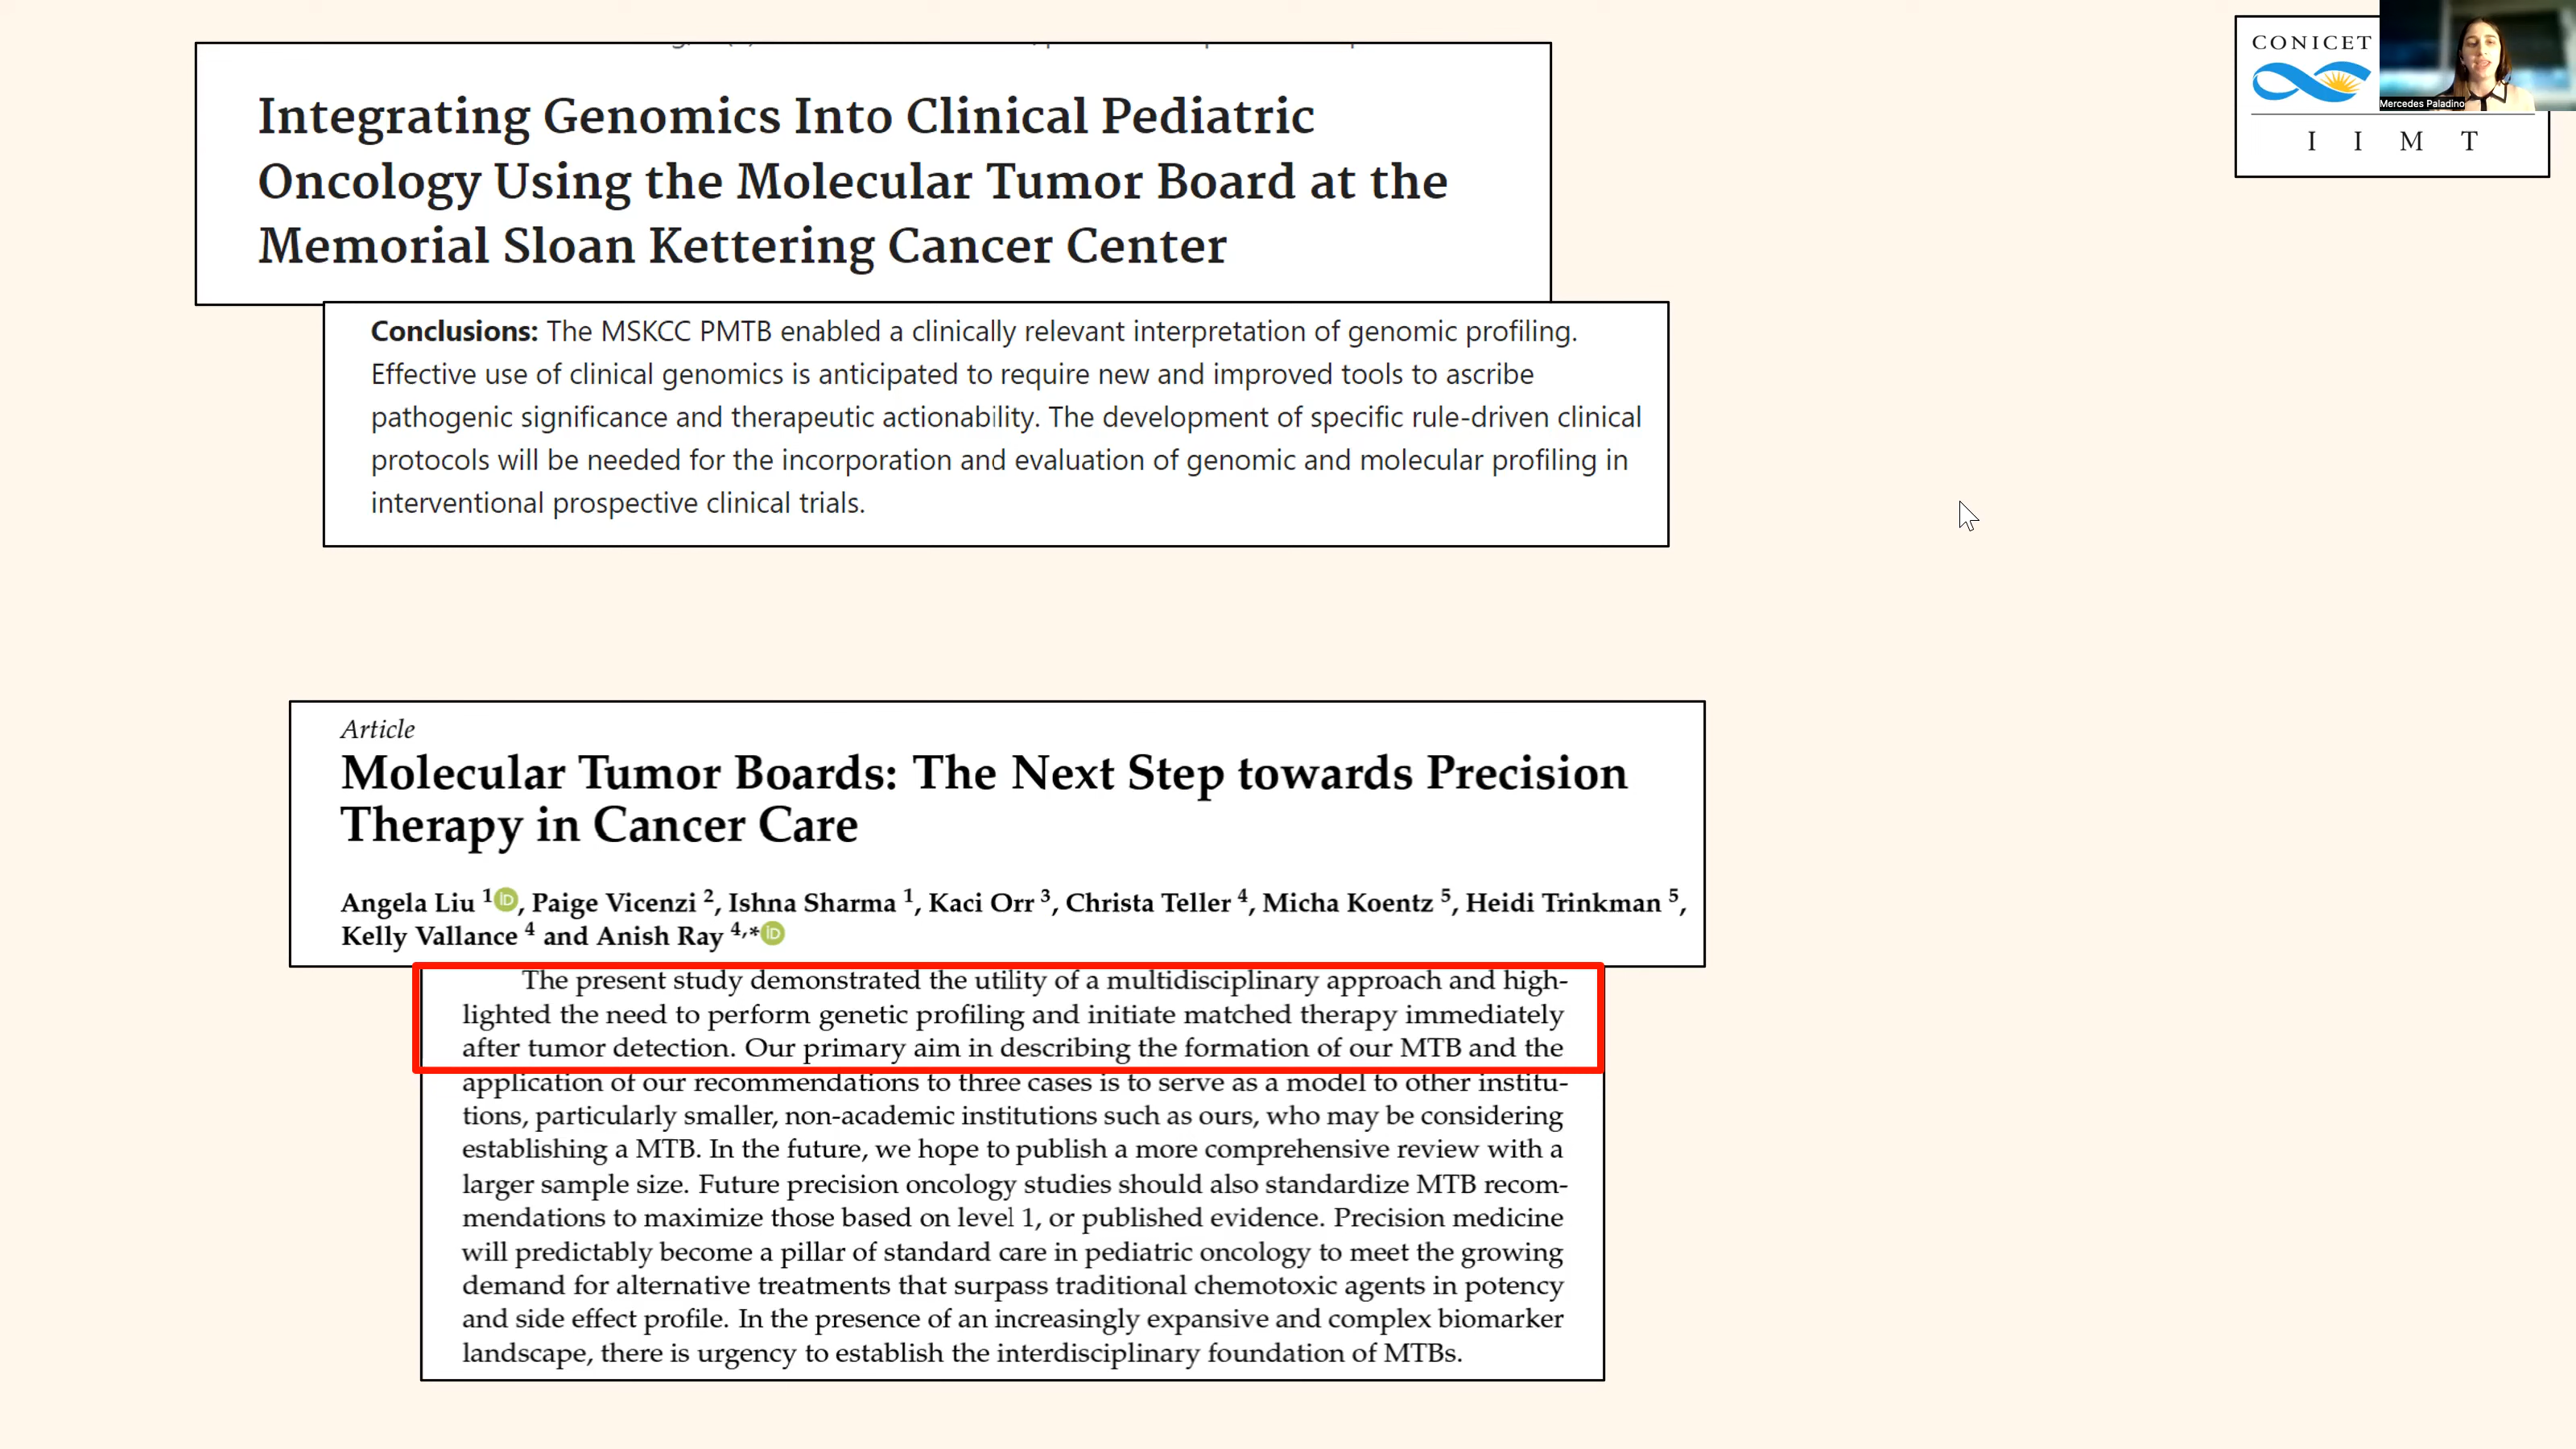 Integrating Genomics Into Clinical Pediatric
Oncology Using the Molecular Tumor Board at the
Memorial Sloan Kettering Cancer Center
Conclusions: The MSKCC PMTB enabled a clinically relevant interpretation of genomic profiling.
Effective use of clinical genomics is anticipated to require new and improved tools to ascribe
pathogenic significance and therapeutic actionability. The development of specific rule-driven clinical
protocols will be needed for the incorporation and evaluation of genomic and molecular profiling in
interventional prospective clinical trials.
Article
Molecular Tumor Boards: The Next Step towards Precision
Therapy in Cancer Care
Angela Liu 1 iD, Paige Vicenzi 2, Ishna Sharma 1, Kaci Orr 3, Christa Teller 4, Micha Koentz 5, Heidi Trinkman 5,
Kelly Vallance 4 and Anish Ray 4,* iD
The present study demonstrated the utility of a multidisciplinary approach and high-
lighted the need to perform genetic profiling and initiate matched therapy immediately
after tumor detection. Our primary aim in describing the formation of our MTB and the
application of our recommendations to three cases is to serve as a model to other institu-
tions, particularly smaller, non-academic institutions such as ours, who may be considering
establishing a MTB. In the future, we hope to publish a more comprehensive review with a
larger sample size. Future precision oncology studies should also standardize MTB recom-
mendations to maximize those based on level 1, or published evidence. Precision medicine
will predictably become a pillar of standard care in pediatric oncology to meet the growing
demand for alternative treatments that surpass traditional chemotoxic agents in potency
and side effect profile. In the presence of an increasingly expansive and complex biomarker
landscape, there is urgency to establish the interdisciplinary foundation of MTBs.
CONICET
Mercedes Paladino
I I M T